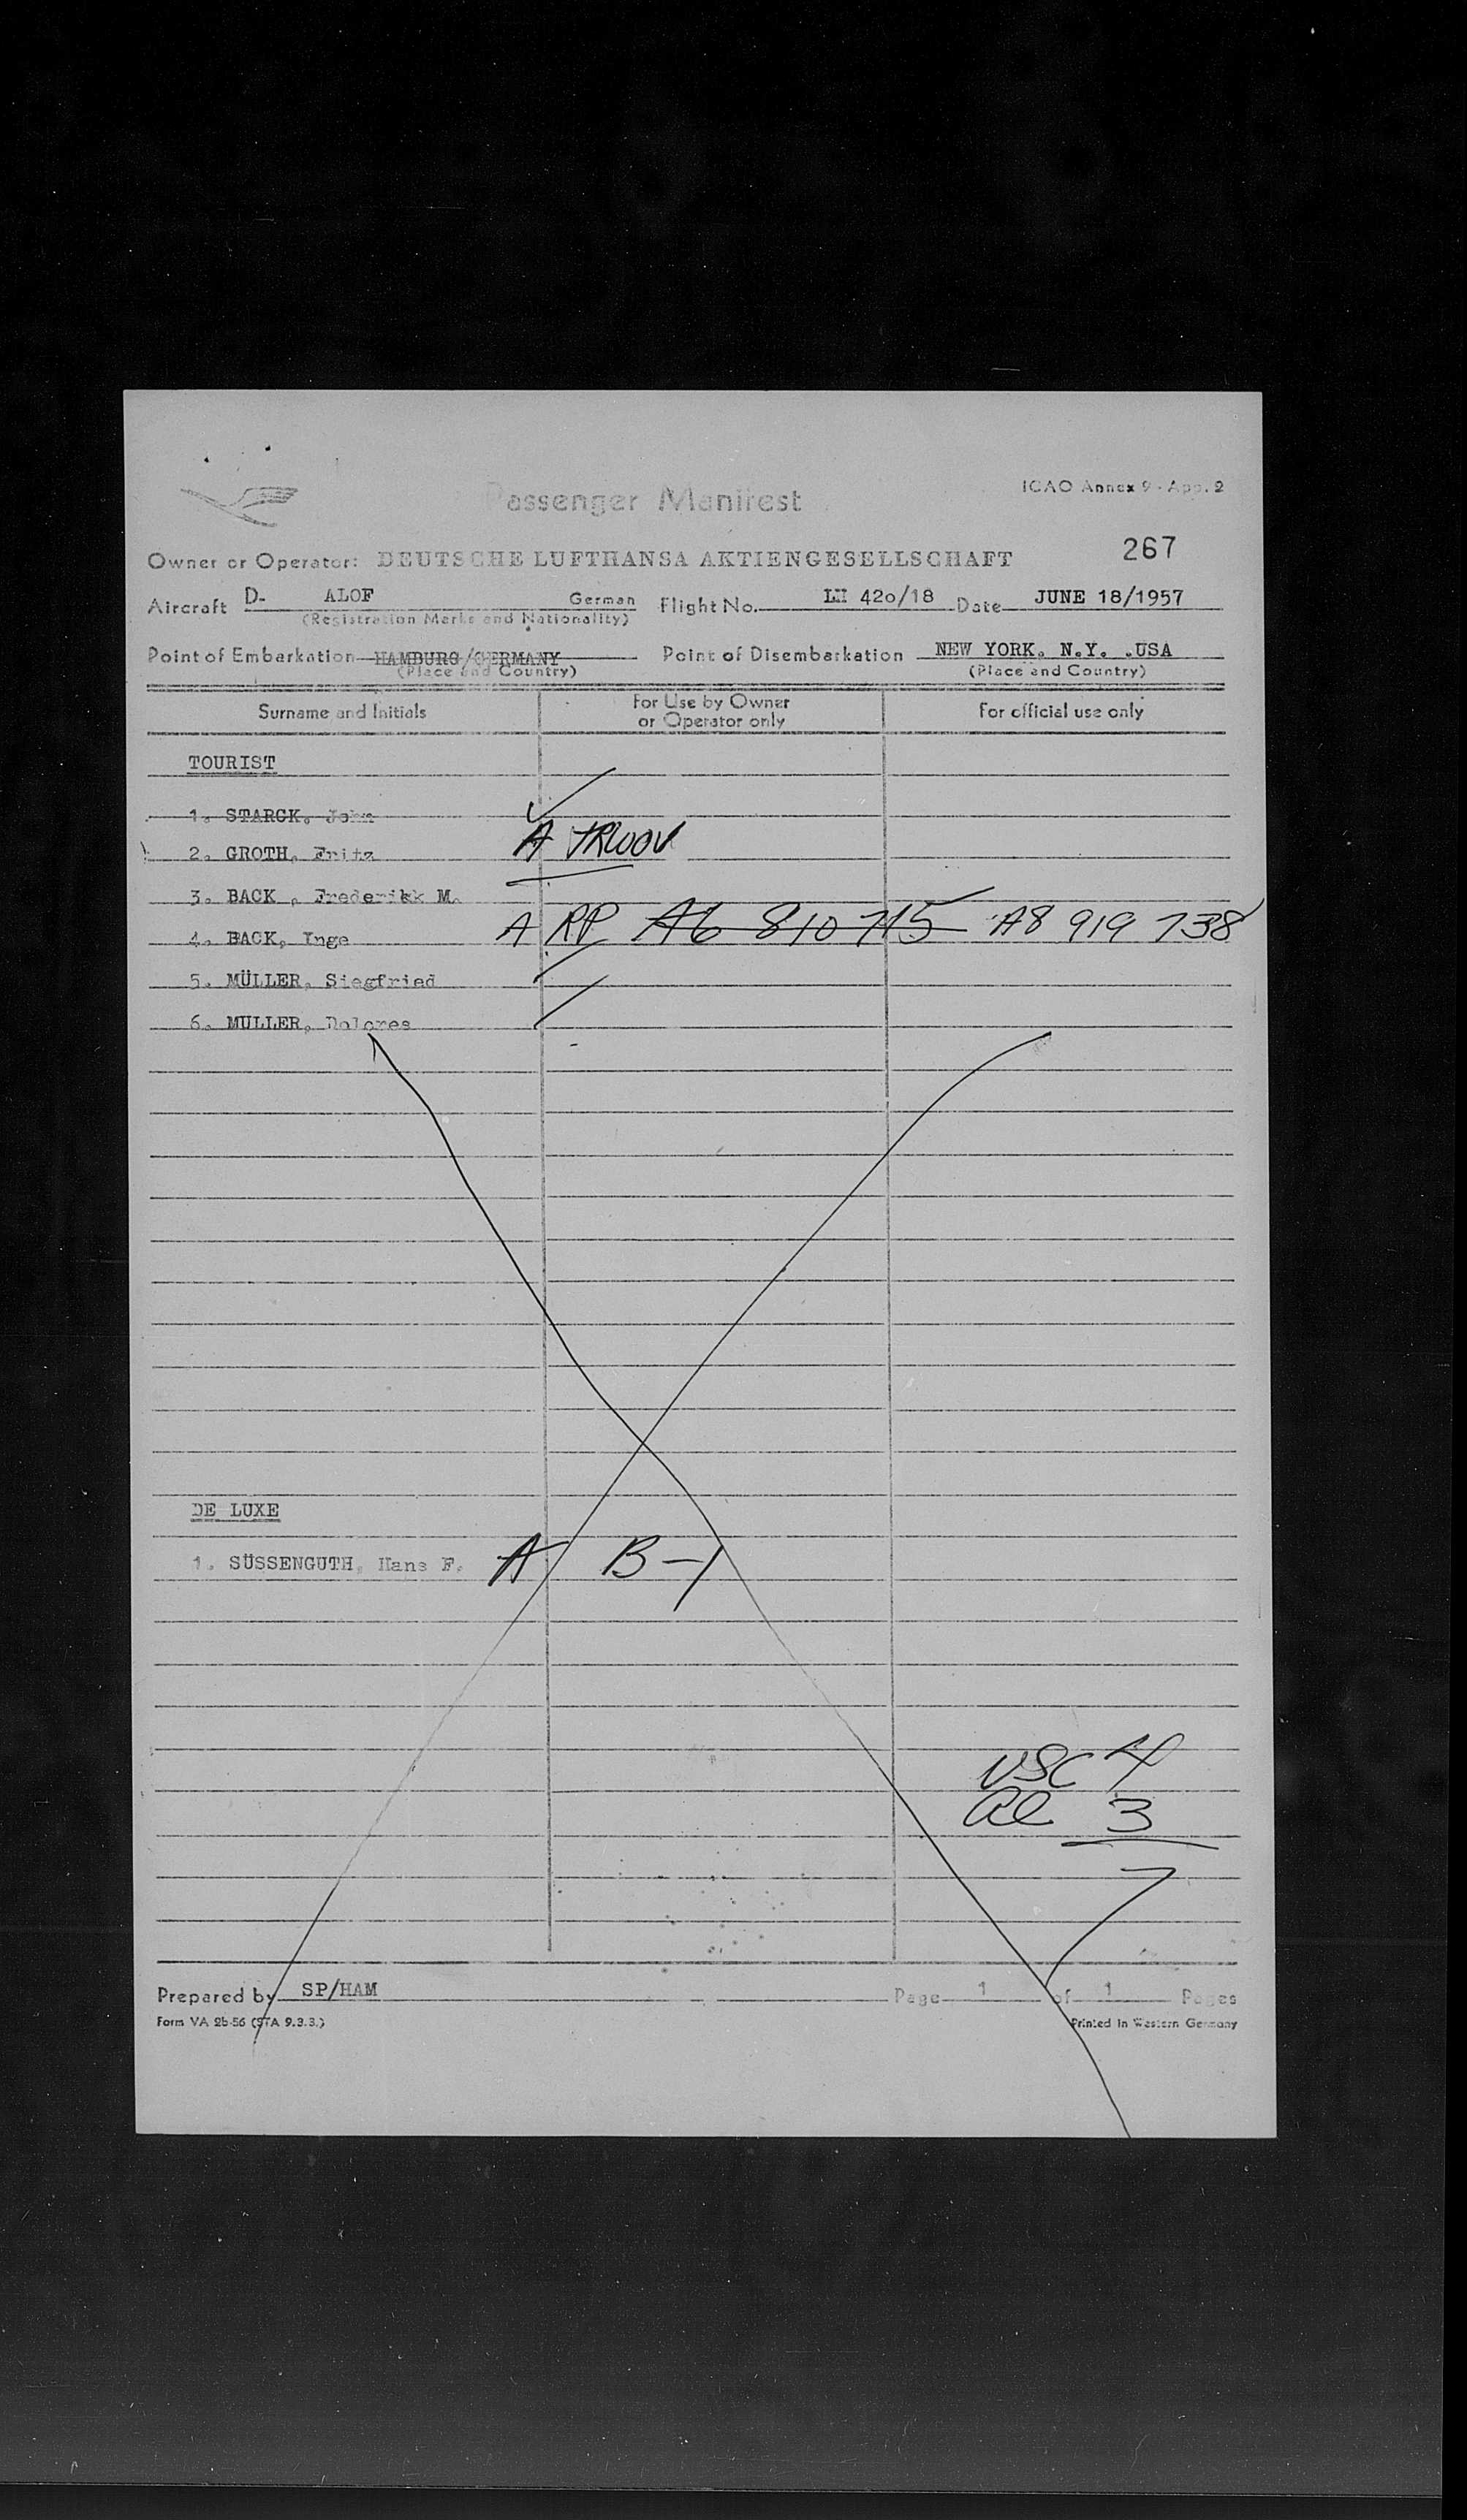 Passenger Manifest
ICAO Annex 9 - App. 2
267
Owner or Operator: DEUTSCHE LUFTHANSA AKTIENGESELLSCHAFT
Aircraft D- ALOF German Flight No. LH 42o/18 Date JUNE 18/1957
(Registration Marks and Nationality)
Point of Embarkation HAMBURG/GERMANY Point of Disembarkation NEW YORK, N.Y. .USA
(Place and Country) (Place and Country)
Surname and Initials For Use by Owner or Operator only For official use only
TOURIST
1. STARCK, John
2. GROTH, Fritz A
3. BACK , Frederikk M.
4. BACK, Inge A RP A6 810 715 A8 919 738
5. MÜLLER, Siegfried
6. MULLER, Dolores
DE LUXE
1. SÜSSENGUTH, Hans F. A B-1
USC 4
al 3
7
Prepared by SP/HAM Page 1 of 1 Pages
Form VA 2b-56 (STA 9.3.3.) Printed in Western Germany